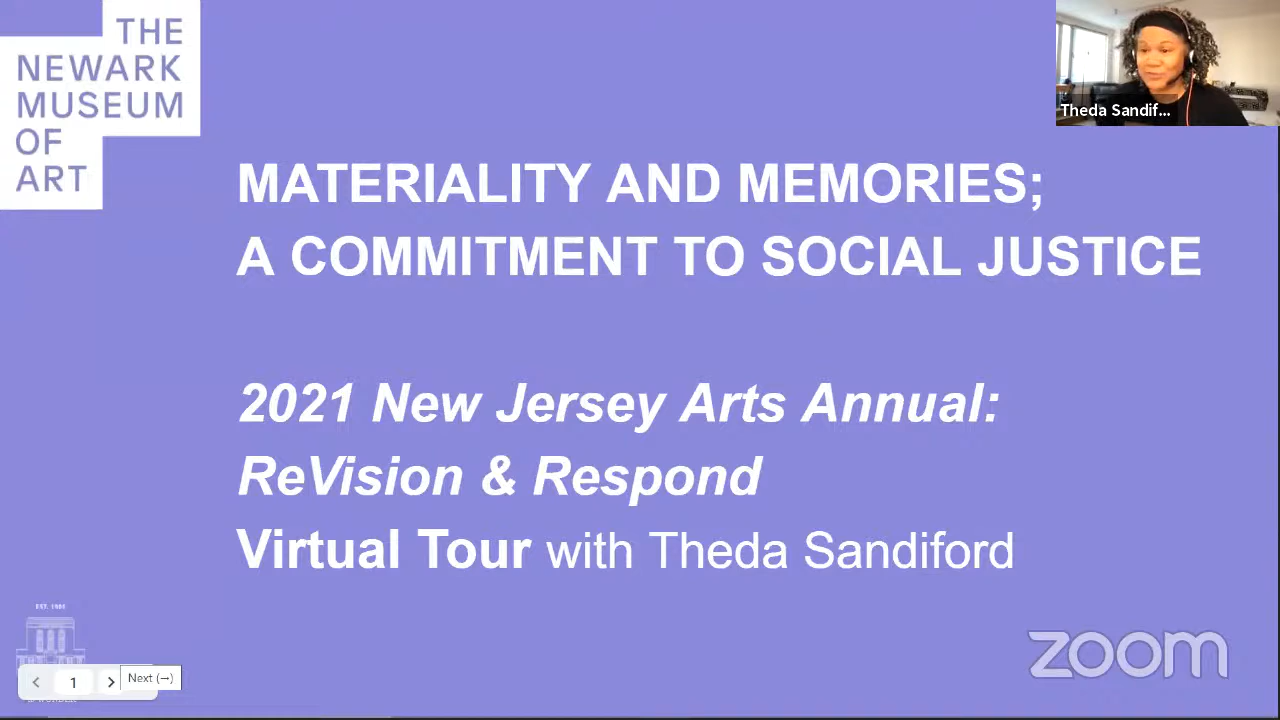 THE
NEWARK
MUSEUM
OF
ART
Theda Sandif...
MATERIALITY AND MEMORIES;
A COMMITMENT TO SOCIAL JUSTICE
2021 New Jersey Arts Annual:
ReVision & Respond
Virtual Tour with Theda Sandiford
zoom
1
Next (→)